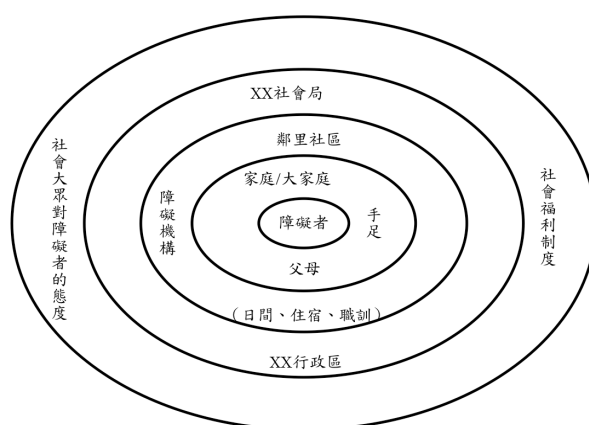 XX社會局
鄰里社區
家庭/大家庭
社會大眾對障礙者的態度
障礙機構
障礙者
手足
社會福利制度
父母
（日間、住宿、職訓）
XX行政區